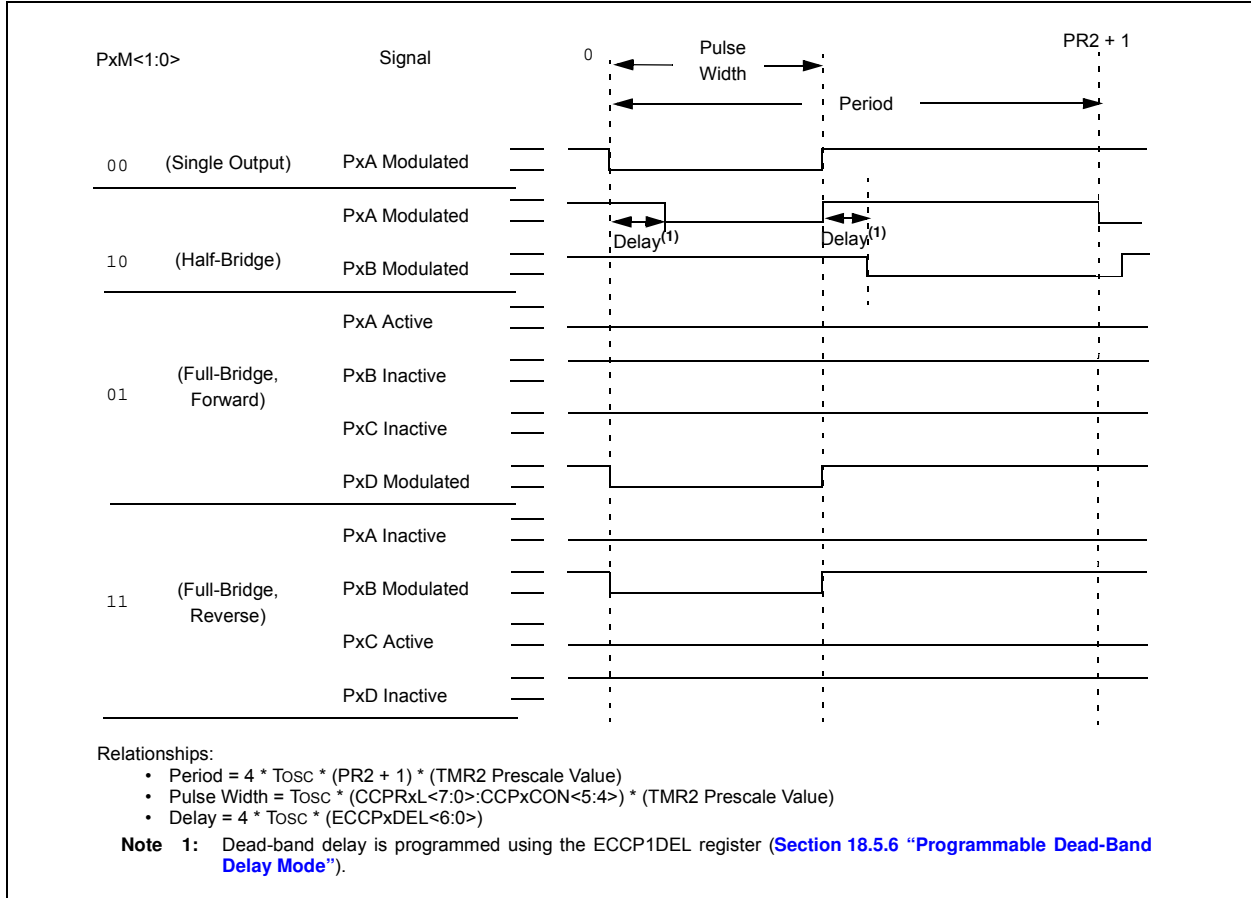 PxM<1:0> Signal 0 Pulse Width PR2 + 1
Period
00 (Single Output) PxA Modulated
PxA Modulated
Delay(1) Delay(1)
10 (Half-Bridge) PxB Modulated
PxA Active
01 (Full-Bridge, Forward) PxB Inactive
PxC Inactive
PxD Modulated
PxA Inactive
11 (Full-Bridge, Reverse) PxB Modulated
PxC Active
PxD Inactive
Relationships:
• Period = 4 * TOSC * (PR2 + 1) * (TMR2 Prescale Value)
• Pulse Width = TOSC * (CCPRxL<7:0>:CCPxCON<5:4>) * (TMR2 Prescale Value)
• Delay = 4 * TOSC * (ECCPxDEL<6:0>)
Note 1: Dead-band delay is programmed using the ECCP1DEL register (Section 18.5.6 “Programmable Dead-Band
Delay Mode”).